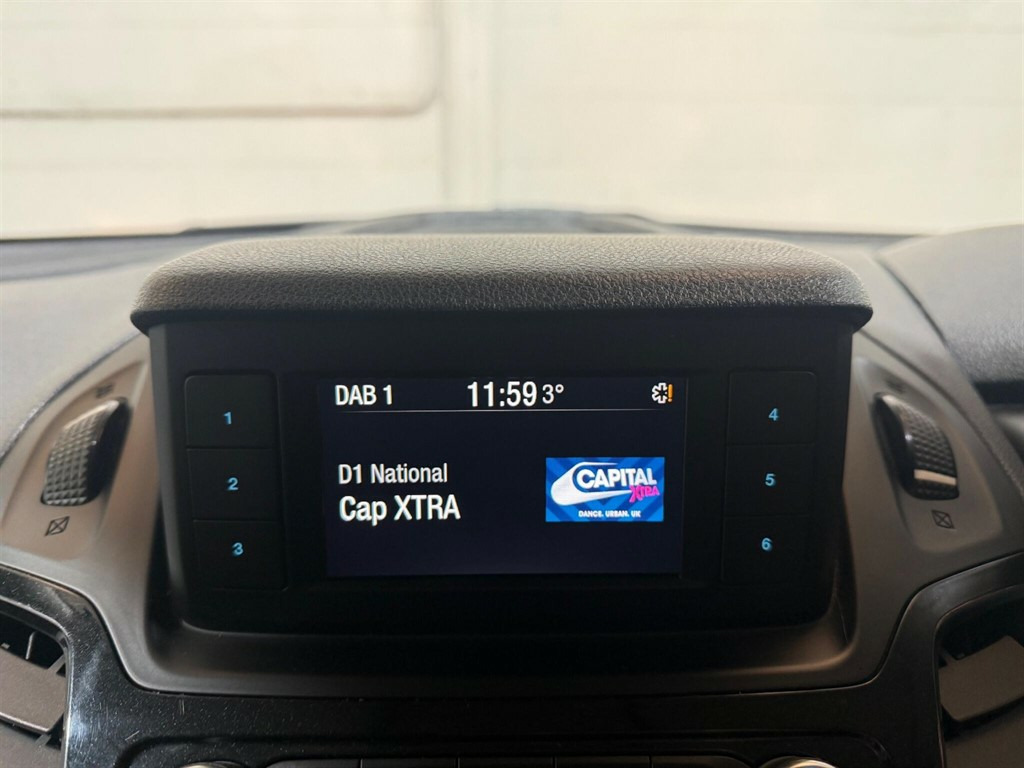 DAB 1 11:59 3°
D1 National
Cap XTRA
CAPITAL
XTRA
DANCE. URBAN. UK
1
2
3
4
5
6